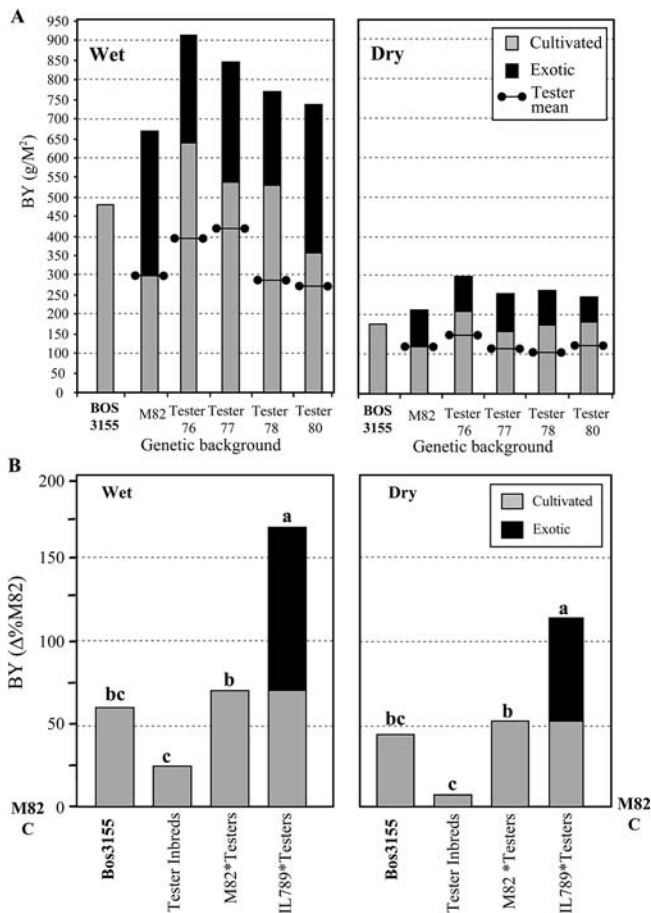 A
Wet
Dry
Cultivated
Exotic
Tester
mean
BY (g/M²)
950
900
850
800
750
700
650
600
550
500
450
400
350
300
250
200
150
100
50
0
BOS
3155
M82
Tester
76
Tester
77
Tester
78
Tester
80
Genetic background
BOS
3155
M82
Tester
76
Tester
77
Tester
78
Tester
80
Genetic background
B
Wet
Dry
Cultivated
Exotic
BY (Δ%M82)
200
150
100
50
0
bc
c
b
a
bc
c
b
a
M82
C
M82
C
Bos3155
Tester Inbreds
M82*Testers
IL789*Testers
Bos3155
Tester Inbreds
M82 *Testers
IL789*Testers